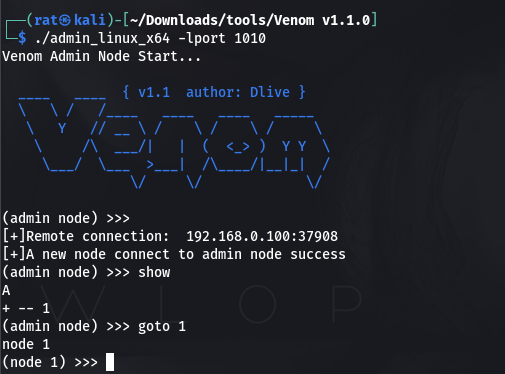 (rat㉿kali)-[~/Downloads/tools/Venom v1.1.0]
$ ./admin_linux_x64 -lport 1010
Venom Admin Node Start...
{ v1.1  author: Dlive }
Venom
(admin node) >>>
[+]Remote connection:  192.168.0.100:37908
[+]A new node connect to admin node success
(admin node) >>> show
A
+ -- 1
(admin node) >>> goto 1
node 1
(node 1) >>>
W L O P